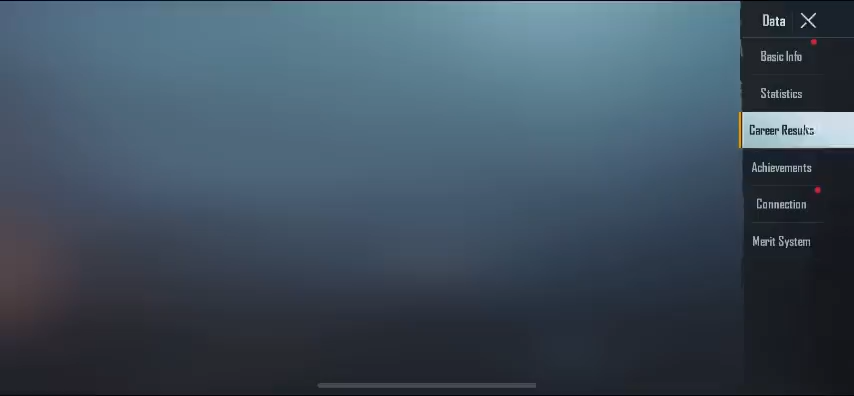 Data
Basic Info
Statistics
Career Results
Achievements
Connection
Merit System